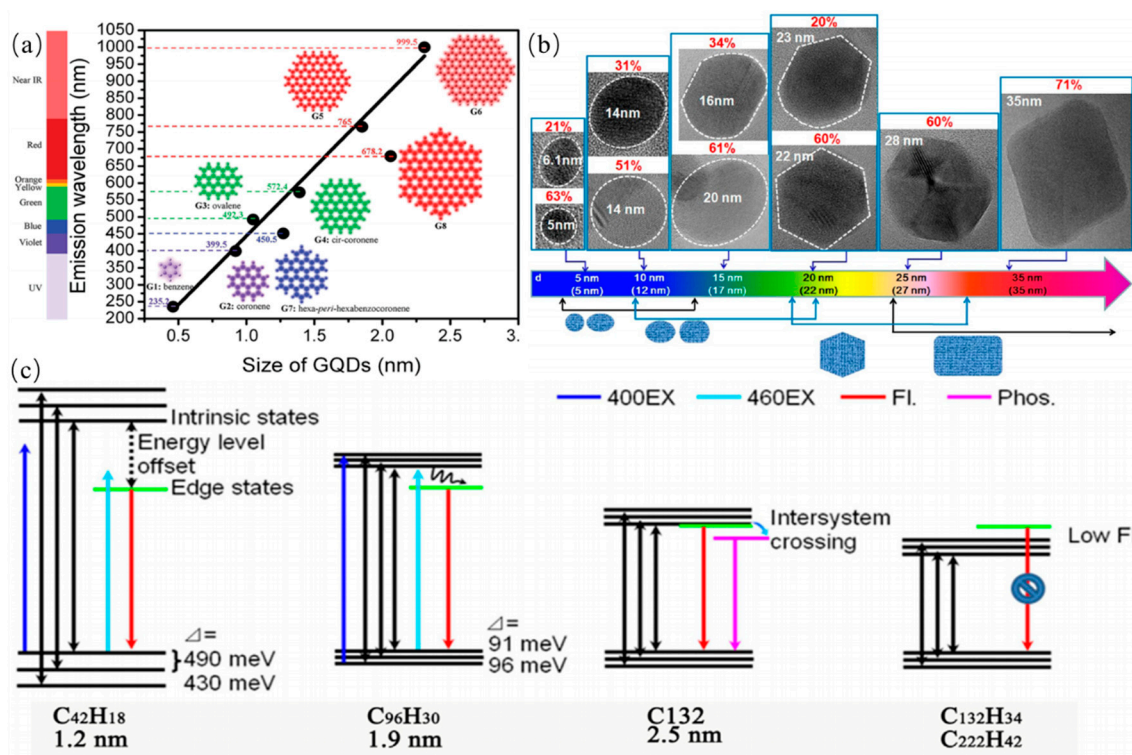 (a)
Near IR
Red
Orange
Yellow
Green
Blue
Violet
UV
Emission wavelength (nm)
1050
1000
950
900
850
800
750
700
650
600
550
500
450
400
350
300
250
200
999.5
765
678.2
572.4
492.3
450.5
399.5
235.2
G5
G6
G3: ovalene
G4: cir-coronene
G8
G1: benzene
G2: coronene
G7: hexa-peri-hexabenzocoronene
0.0
0.5
1.0
1.5
2.0
2.5
3.
Size of GQDs (nm)
(b)
21%
6.1nm
63%
5nm
31%
14nm
51%
14 nm
34%
16nm
61%
20 nm
20%
23 nm
60%
22 nm
60%
28 nm
71%
35nm
d
5 nm
(5 nm)
10 nm
(12 nm)
15 nm
(17 nm)
20 nm
(22 nm)
25 nm
(27 nm)
35 nm
(35 nm)
(c)
400EX
460EX
Fl.
Phos.
Intrinsic states
Energy level
offset
Edge states
⊿=
490 meV
430 meV
⊿=
91 meV
96 meV
Intersystem
crossing
Low F
C42H18
1.2 nm
C96H30
1.9 nm
C132
2.5 nm
C132H34
C222H42